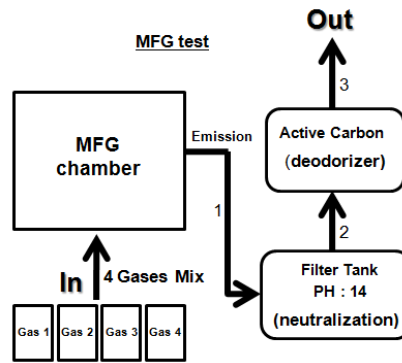 MFG test
Out
3
MFG
chamber
Emission
Active Carbon
(deodorizer)
1
2
In
4 Gases Mix
Filter Tank
PH : 14
(neutralization)
Gas 1
Gas 2
Gas 3
Gas 4